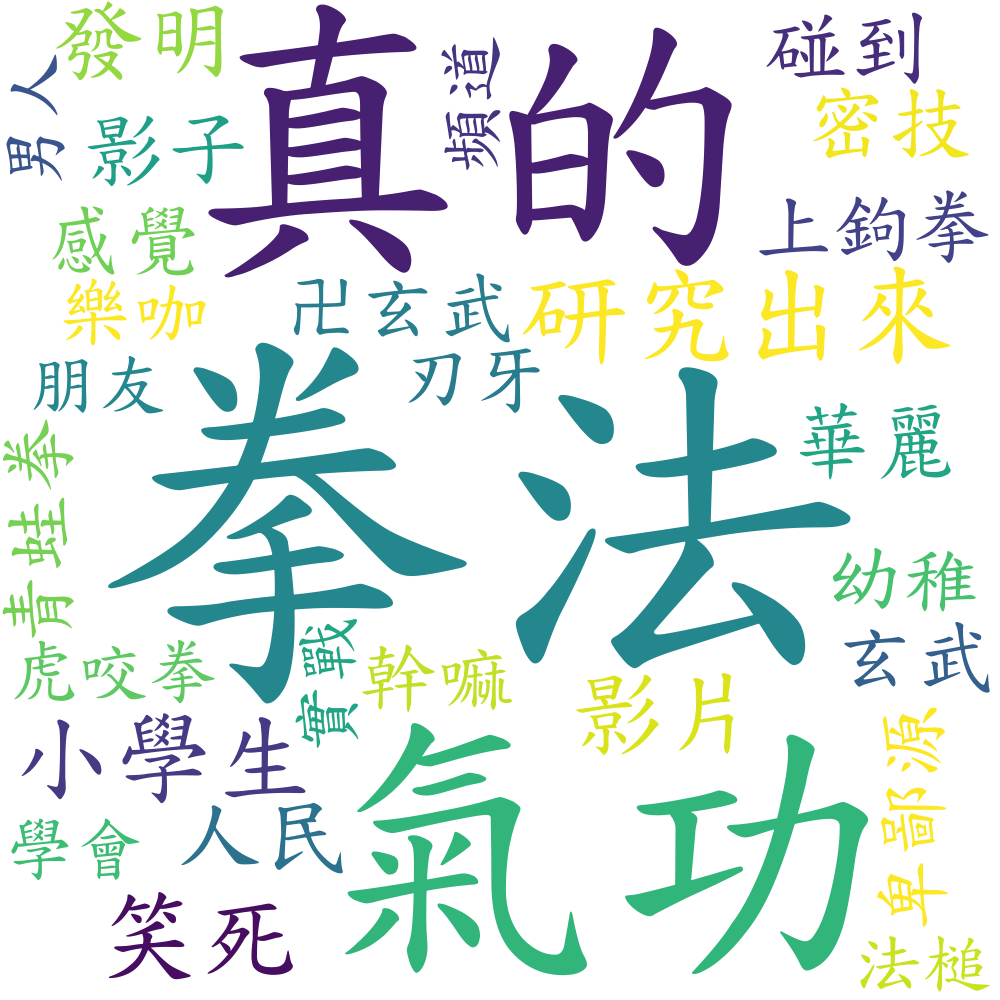 發明
真的
頻道
碰到
男人
影子
密技
感覺
上鉤拳
樂咖
卍玄武
研究出來
朋友
刃牙
拳法
華麗
青蛙拳
幼稚
虎咬拳
實戰
幹嘛
影片
玄武
小學生
氣功
卑鄙源
學會
人民
笑死
法槌